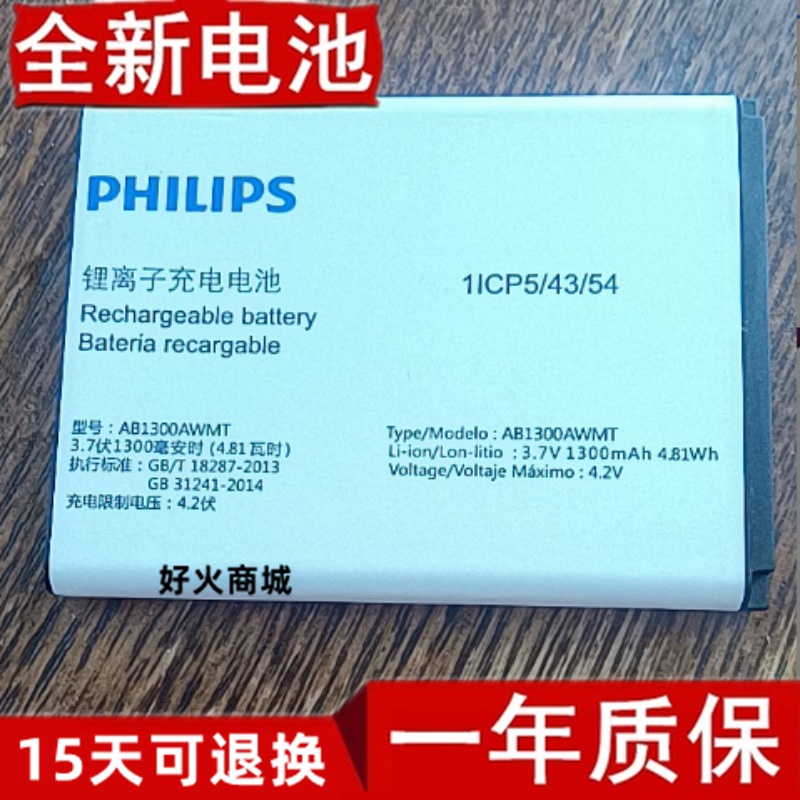 全新电池
PHILIPS
锂离子充电电池
Rechargeable battery
Bateria recargable
1ICP5/43/54
型号：AB1300AWMT
3.7伏1300毫安时 (4.81瓦时)
执行标准：GB/T 18287-2013
GB 31241-2014
充电限制电压：4.2伏
Type/Modelo : AB1300AWMT
Li-ion/Lon-litio : 3.7V 1300mAh 4.81Wh
Voltage/Voltaje Máximo : 4.2V
好火商城
15天可退换
一年质保